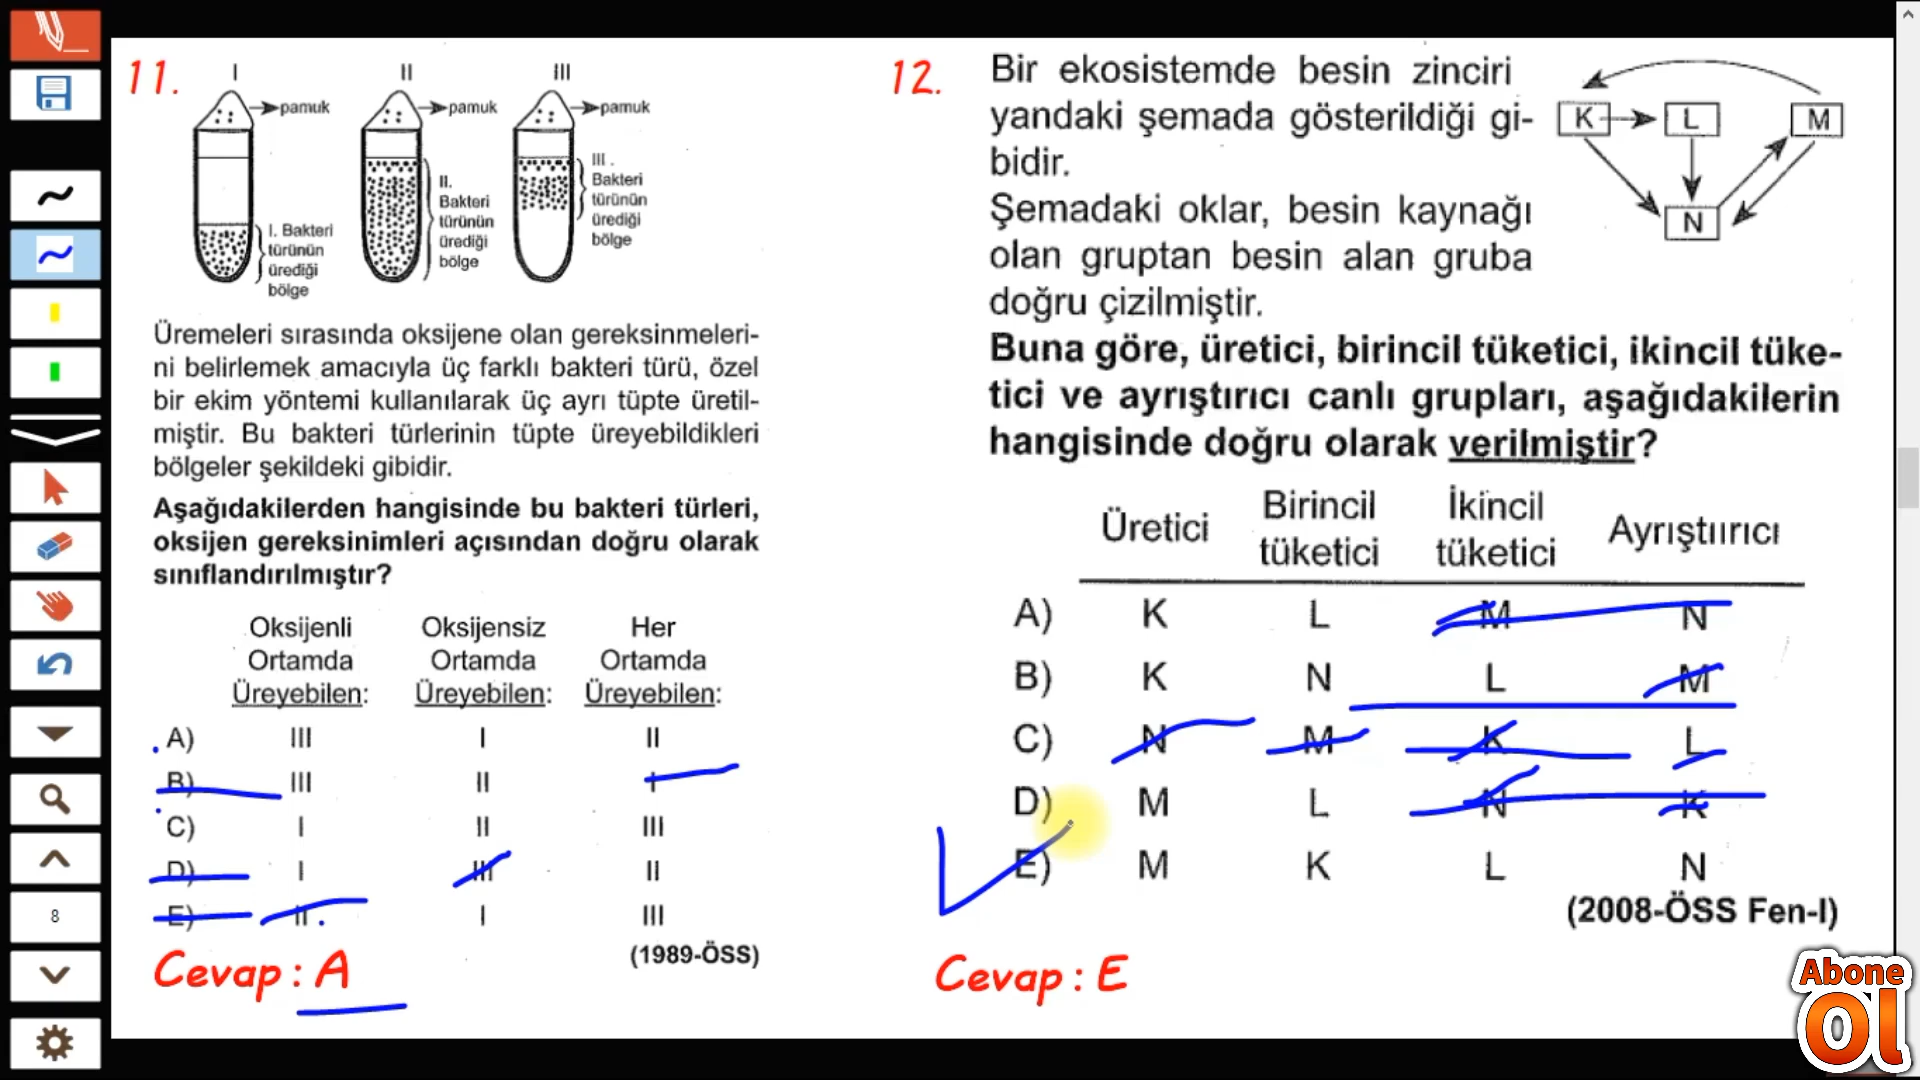 11.
I II III
pamuk pamuk pamuk
I. Bakteri
türünün
ürediği
bölge
II.
Bakteri
türünün
ürediği
bölge
III.
Bakteri
türünün
ürediği
bölge
Üremeleri sırasında oksijene olan gereksinmeleri-
ni belirlemek amacıyla üç farklı bakteri türü, özel
bir ekim yöntemi kullanılarak üç ayrı tüpte üretil-
miştir. Bu bakteri türlerinin tüpte üreyebildikleri
bölgeler şekildeki gibidir.
Aşağıdakilerden hangisinde bu bakteri türleri,
oksijen gereksinimleri açısından doğru olarak
sınıflandırılmıştır?
Oksijenli Oksijensiz Her
Ortamda Ortamda Ortamda
Üreyebilen: Üreyebilen: Üreyebilen:
A) III I II
B) III II I
C) I II III
D) I III II
E) II I III
(1989-ÖSS)
Cevap : A
12.
Bir ekosistemde besin zinciri
yandaki şemada gösterildiği gi-
bidir.
Şemadaki oklar, besin kaynağı
olan gruptan besin alan gruba
doğru çizilmiştir.
K L M
N
Buna göre, üretici, birincil tüketici, ikincil tüke-
tici ve ayrıştırıcı canlı grupları, aşağıdakilerin
hangisinde doğru olarak verilmiştir?
Üretici Birincil tüketici İkincil tüketici Ayrıştıırıcı
A) K L M N
B) K N L M
C) N M K L
D) M L N K
E) M K L N
(2008-ÖSS Fen-I)
Cevap : E
8
Abone
Ol